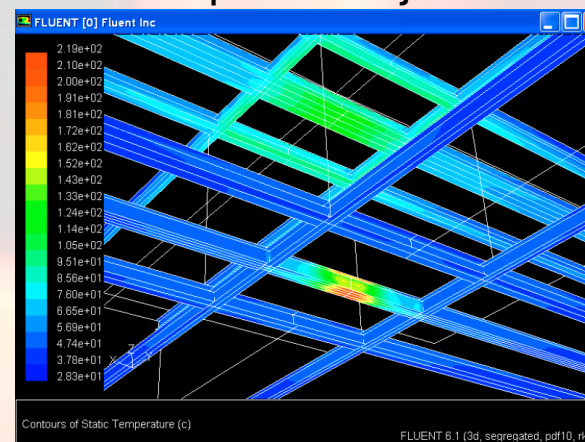 FLUENT [0] Fluent Inc
2.19e+02
2.10e+02
2.00e+02
1.91e+02
1.81e+02
1.72e+02
1.62e+02
1.52e+02
1.43e+02
1.33e+02
1.24e+02
1.14e+02
1.05e+02
9.51e+01
8.56e+01
7.60e+01
6.65e+01
5.69e+01
4.74e+01
3.78e+01
2.83e+01
Z
X Y
Contours of Static Temperature (c)
FLUENT 6.1 (3d, segregated, pdf10,